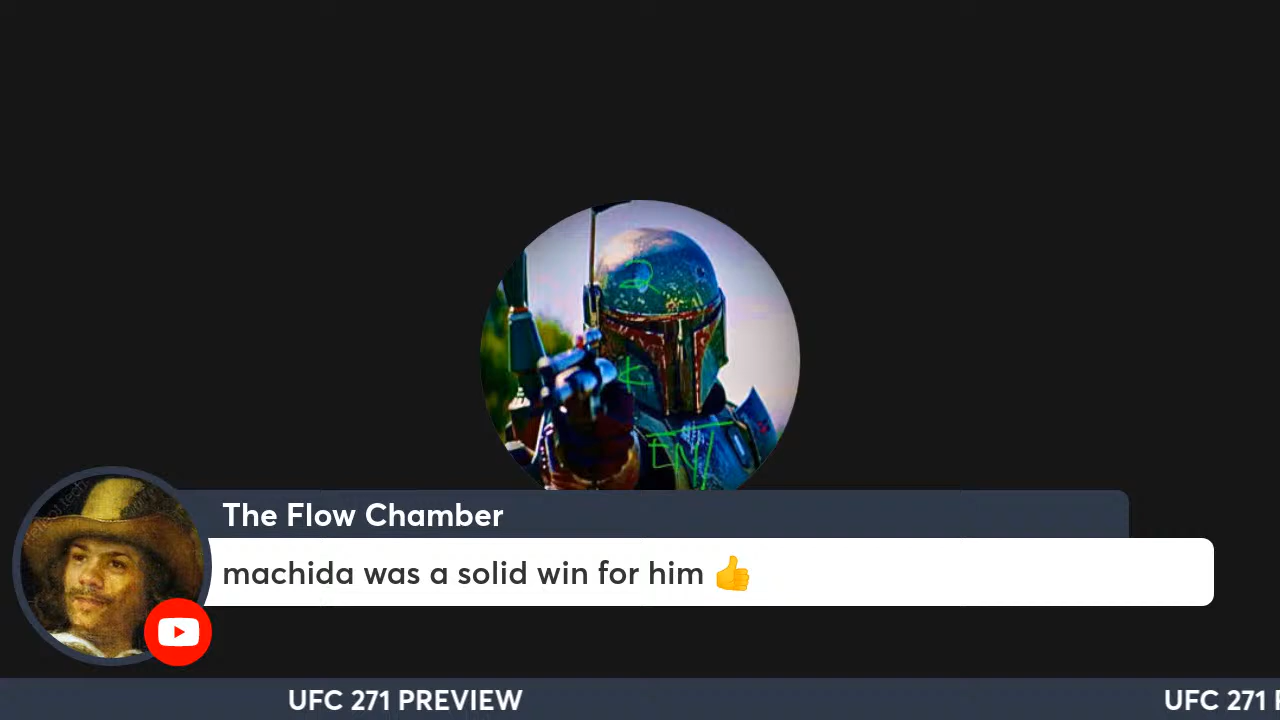 The Flow Chamber
machida was a solid win for him 👍
UFC 271 PREVIEW
UFC 271